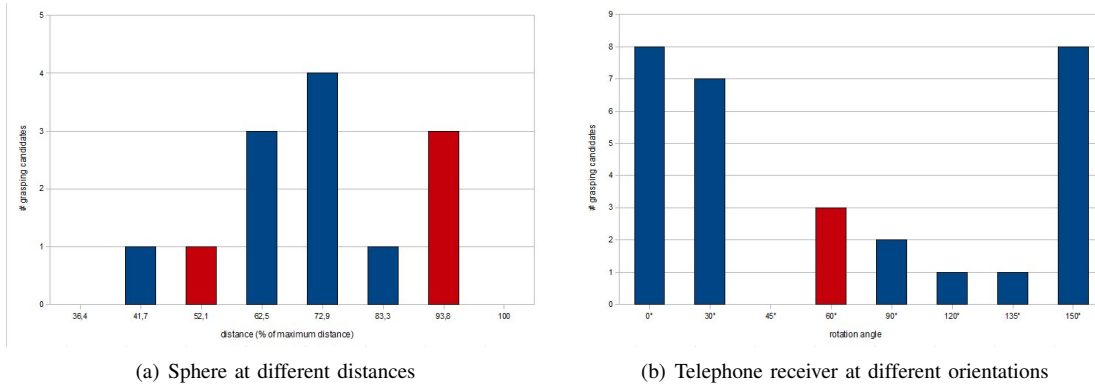 5
4
3
2
1
0
# grasping candidates
36,4 41,7 52,1 62,5 72,9 83,3 93,8 100
distance (% of maximum distance)
(a) Sphere at different distances
9
8
7
6
5
4
3
2
1
0
# grasping candidates
0° 30° 45° 60° 90° 120° 135° 150°
rotation angle
(b) Telephone receiver at different orientations